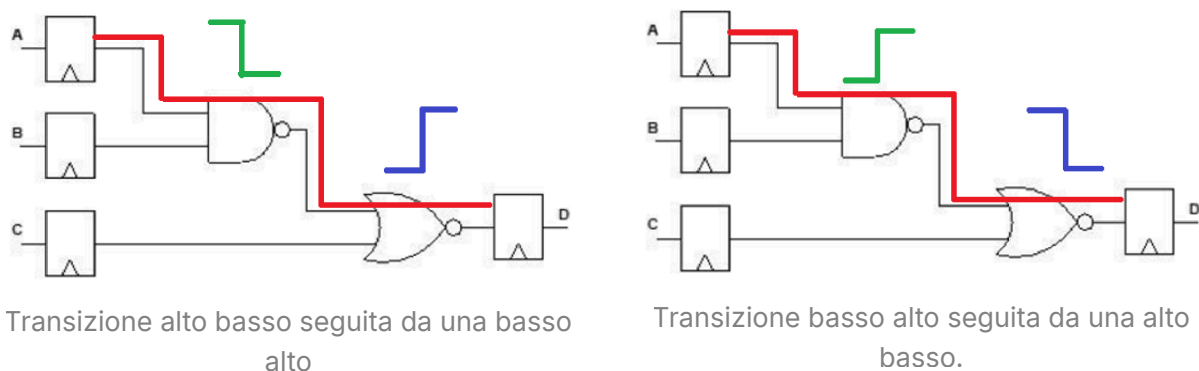 A
B
C
D
Transizione alto basso seguita da una basso
alto
A
B
C
D
Transizione basso alto seguita da una alto
basso.